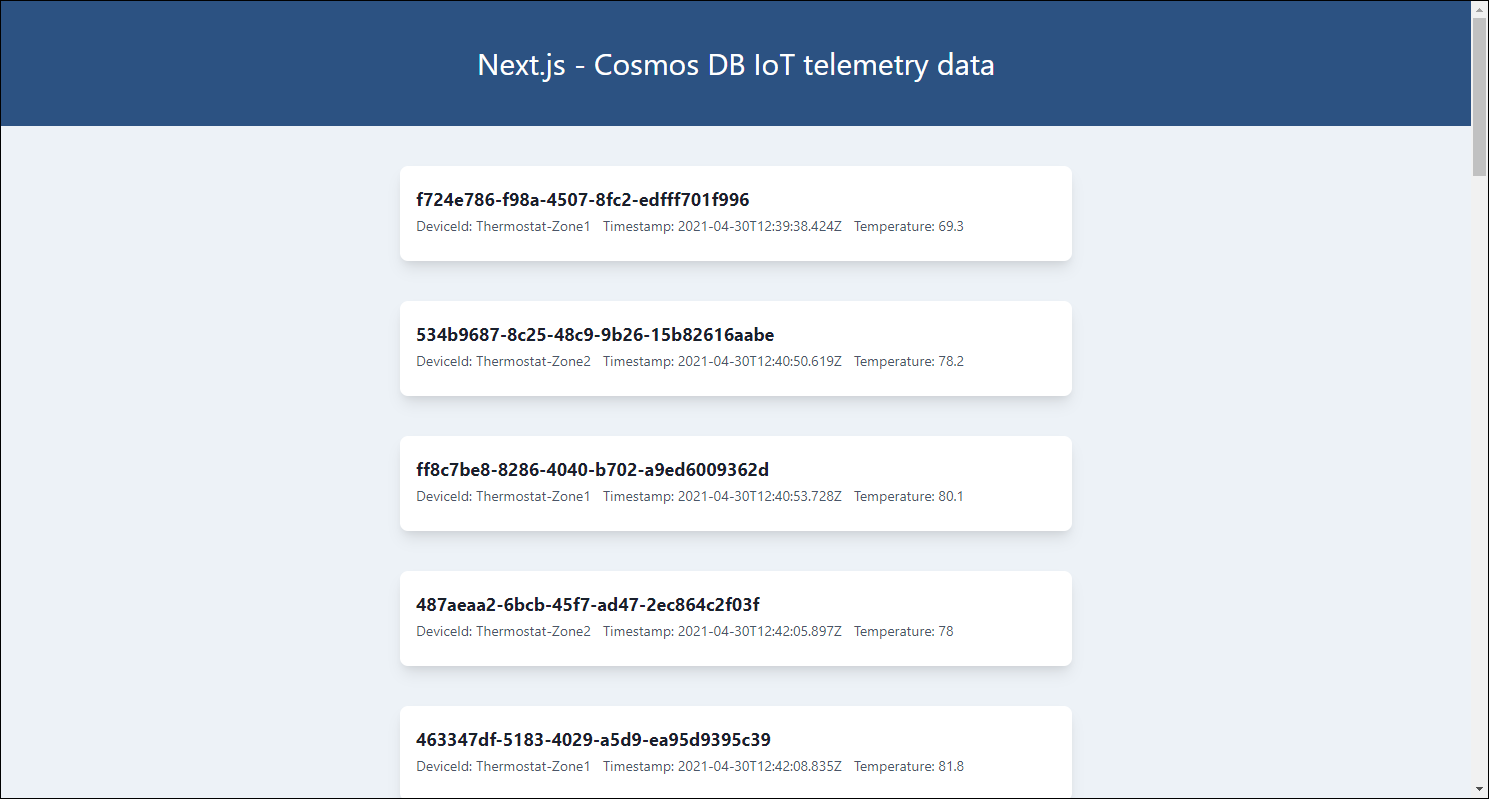 Next.js - Cosmos DB IoT telemetry data
f724e786-f98a-4507-8fc2-edfff701f996
DeviceId: Thermostat-Zone1 Timestamp: 2021-04-30T12:39:38.424Z Temperature: 69.3
534b9687-8c25-48c9-9b26-15b82616aabe
DeviceId: Thermostat-Zone2 Timestamp: 2021-04-30T12:40:50.619Z Temperature: 78.2
ff8c7be8-8286-4040-b702-a9ed6009362d
DeviceId: Thermostat-Zone1 Timestamp: 2021-04-30T12:40:53.728Z Temperature: 80.1
487aeaa2-6bcb-45f7-ad47-2ec864c2f03f
DeviceId: Thermostat-Zone2 Timestamp: 2021-04-30T12:42:05.897Z Temperature: 78
463347df-5183-4029-a5d9-ea95d9395c39
DeviceId: Thermostat-Zone1 Timestamp: 2021-04-30T12:42:08.835Z Temperature: 81.8